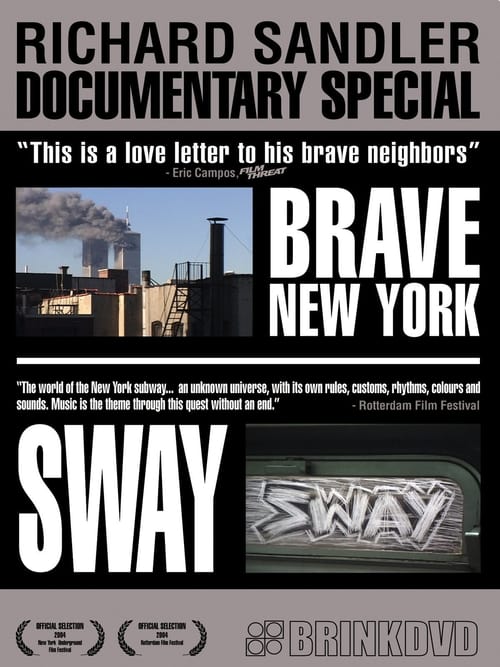 RICHARD SANDLER
DOCUMENTARY SPECIAL
“This is a love letter to his brave neighbors”
- Eric Campos, FILM THREAT
BRAVE
NEW YORK
“The world of the New York subway... an unknown universe, with its own rules, customs, rhythms, colours and
sounds. Music is the theme through this quest without an end.”
- Rotterdam Film Festival
SWAY
SWAY
OFFICIAL SELECTION
2004
New York Underground
Film Festival
OFFICIAL SELECTION
2004
Rotterdam Film Festival
BRINKDVD